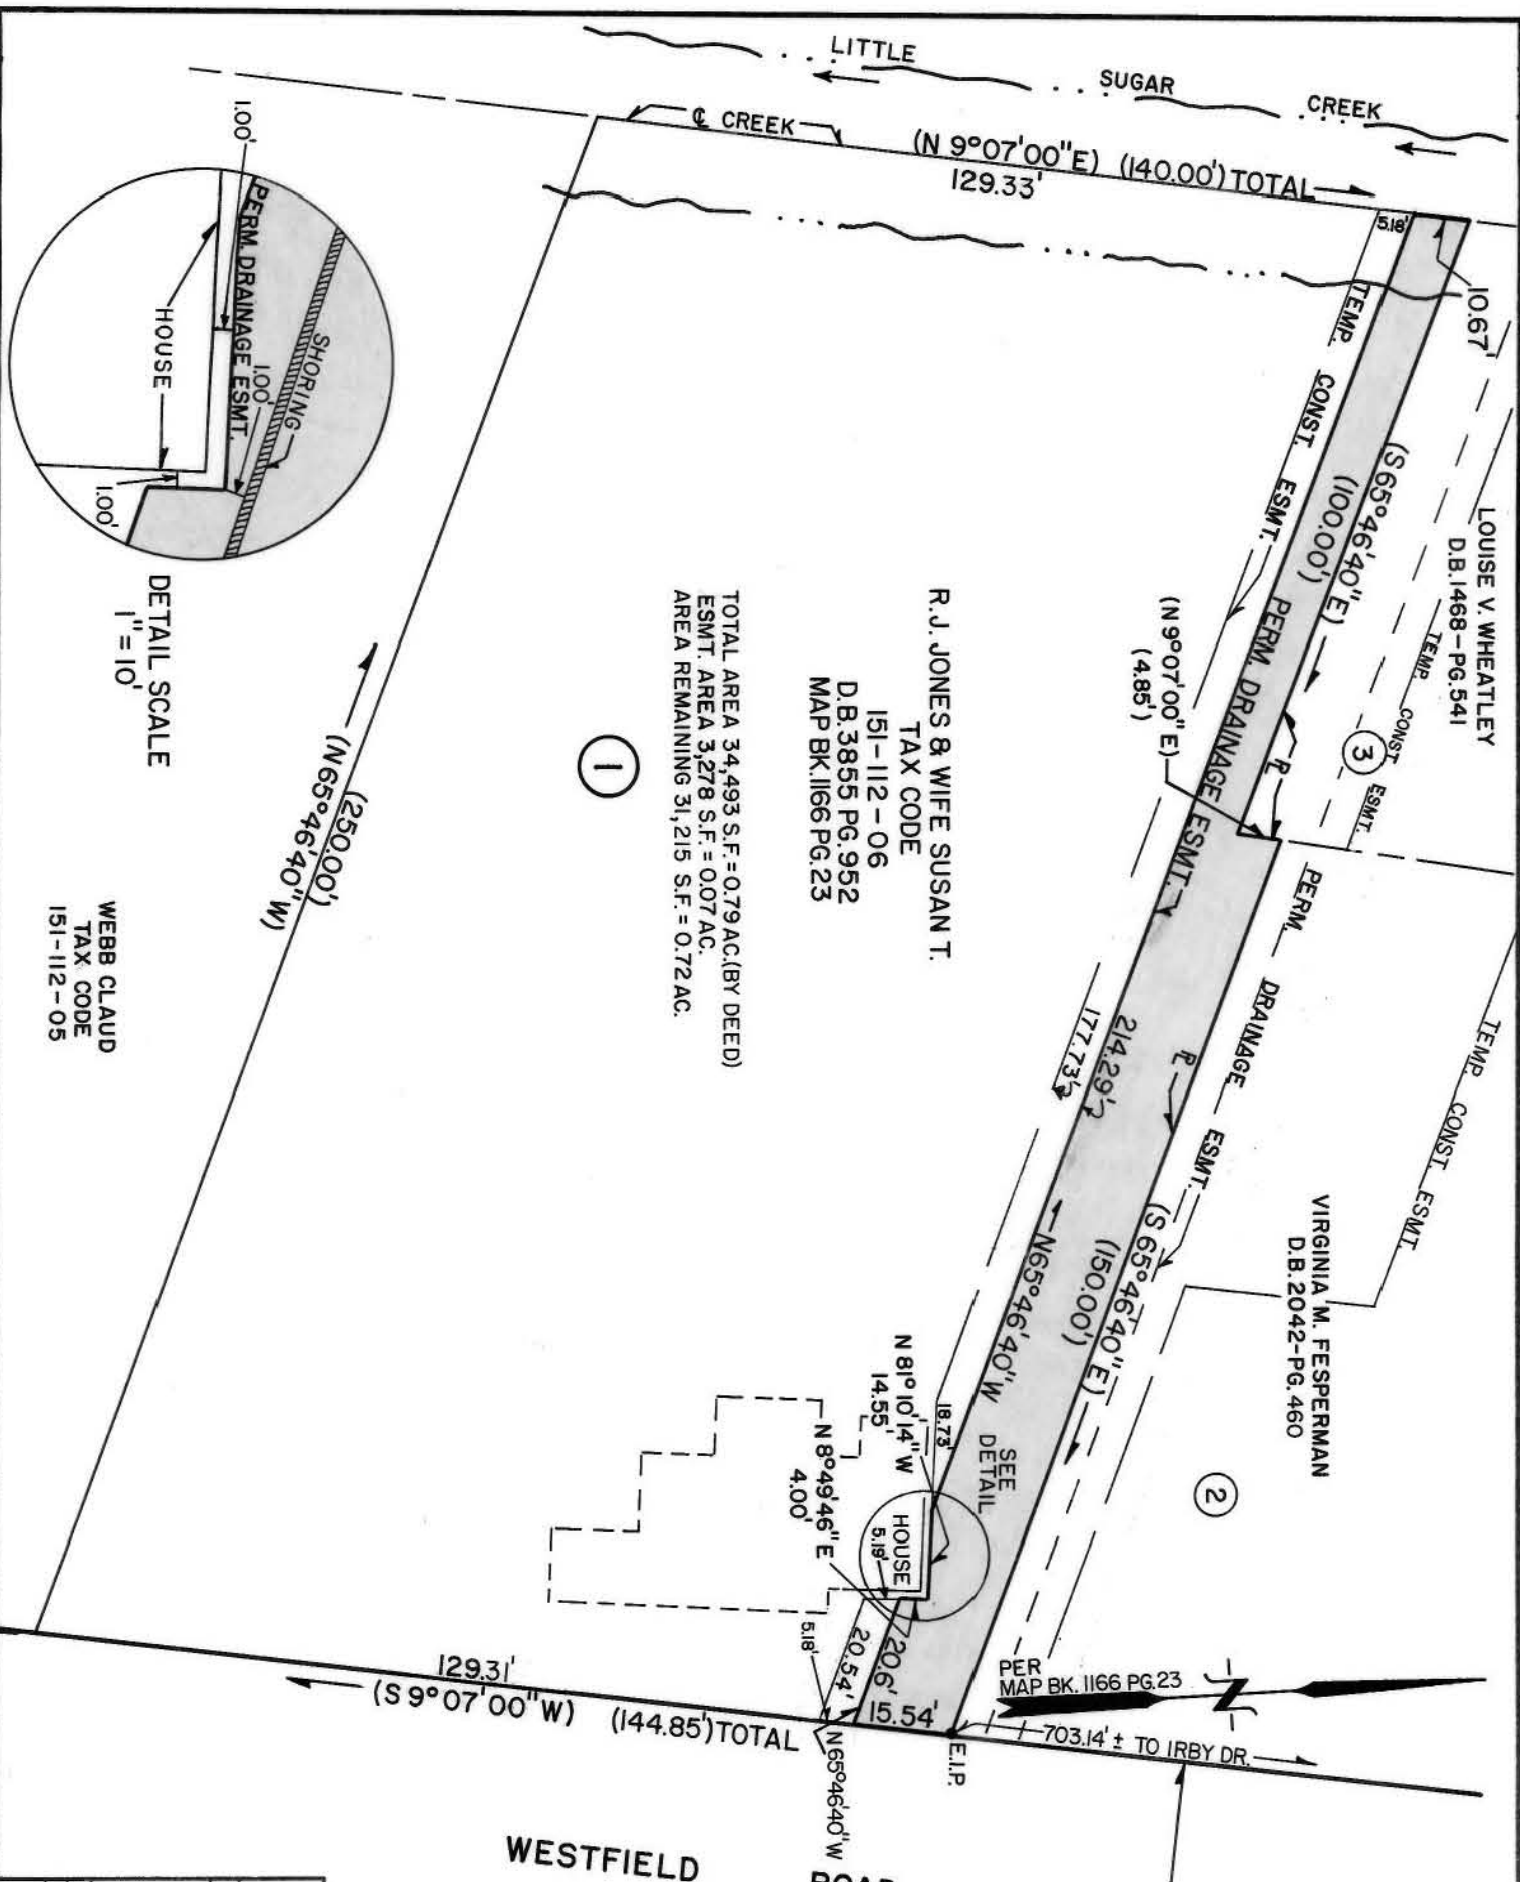 LITTLE SUGAR CREEK
℄ CREEK
(N 9°07'00"E) (140.00') TOTAL
129.33'
5.18'
10.67'
1.00'
PERM. DRAINAGE ESMT.
SHORING
1.00'
HOUSE
1.00'
DETAIL SCALE
1" = 10'
TEMP. CONST. ESMT.
(S 65°46'40"E)
(100.00')
LOUISE V. WHEATLEY
D.B. 1468-PG. 541
TEMP. CONST. ESMT.
3
PERM. DRAINAGE ESMT.
℄
(N 9°07'00"E)
(4.85')
R.J. JONES & WIFE SUSAN T.
TAX CODE
151-112-06
D.B. 3855 PG. 952
MAP BK. 1166 PG. 23
TOTAL AREA 34,493 S.F. = 0.79 AC. (BY DEED)
ESMT. AREA 3,278 S.F. = 0.07 AC.
AREA REMAINING 31,215 S.F. = 0.72 AC.
1
(250.00')
(N65°46'40"W)
WEBB CLAUD
TAX CODE
151-112-05
PERM. DRAINAGE ESMT.
TEMP. CONST. ESMT.
VIRGINIA M. FESPERMAN
D.B. 2042-PG. 460
2
177.73'
214.29'
N65°46'40"W
(S 65°46'40"E)
(150.00')
SEE
DETAIL
18.73'
N 81°10'14" W
14.55'
N 8°49'46" E
4.00'
HOUSE
5.19'
5.18'
20.54'
20.6'
15.54'
N65°46'40"W
129.31'
(S 9°07'00"W) (144.85') TOTAL
PER
MAP BK. 1166 PG. 23
N
703.14' ± TO IRBY DR.
E.I.P.
WESTFIELD